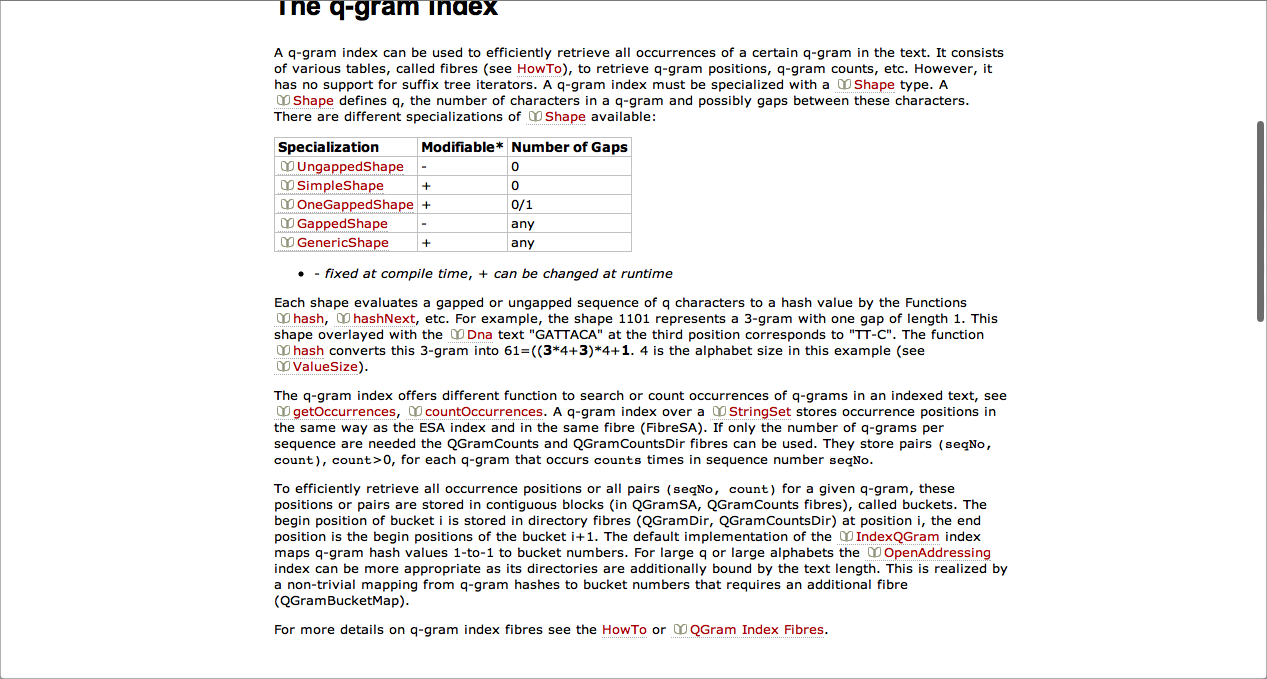 The q-gram Index
A q-gram index can be used to efficiently retrieve all occurrences of a certain q-gram in the text. It consists
of various tables, called fibres (see HowTo), to retrieve q-gram positions, q-gram counts, etc. However, it
has no support for suffix tree iterators. A q-gram index must be specialized with a Shape type. A
Shape defines q, the number of characters in a q-gram and possibly gaps between these characters.
There are different specializations of Shape available:
Specialization Modifiable* Number of Gaps
UngappedShape - 0
SimpleShape + 0
OneGappedShape + 0/1
GappedShape - any
GenericShape + any
• - fixed at compile time, + can be changed at runtime
Each shape evaluates a gapped or ungapped sequence of q characters to a hash value by the Functions
hash, hashNext, etc. For example, the shape 1101 represents a 3-gram with one gap of length 1. This
shape overlayed with the Dna text "GATTACA" at the third position corresponds to "TT-C". The function
hash converts this 3-gram into 61=((3*4+3)*4+1. 4 is the alphabet size in this example (see
ValueSize).
The q-gram index offers different function to search or count occurrences of q-grams in an indexed text, see
getOccurrences, countOccurrences. A q-gram index over a StringSet stores occurrence positions in
the same way as the ESA index and in the same fibre (FibreSA). If only the number of q-grams per
sequence are needed the QGramCounts and QGramCountsDir fibres can be used. They store pairs (seqNo,
count), count>0, for each q-gram that occurs counts times in sequence number seqNo.
To efficiently retrieve all occurrence positions or all pairs (seqNo, count) for a given q-gram, these
positions or pairs are stored in contiguous blocks (in QGramSA, QGramCounts fibres), called buckets. The
begin position of bucket i is stored in directory fibres (QGramDir, QGramCountsDir) at position i, the end
position is the begin positions of the bucket i+1. The default implementation of the IndexQGram index
maps q-gram hash values 1-to-1 to bucket numbers. For large q or large alphabets the OpenAddressing
index can be more appropriate as its directories are additionally bound by the text length. This is realized by
a non-trivial mapping from q-gram hashes to bucket numbers that requires an additional fibre
(QGramBucketMap).
For more details on q-gram index fibres see the HowTo or QGram Index Fibres.